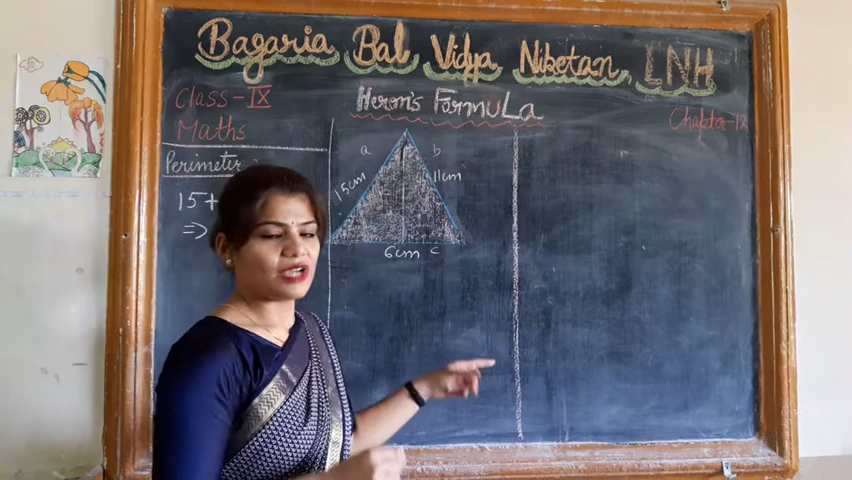 Bagaria Bal Vidya Niketan LNH
Class-IX
Heron's Formula
Chapter-12
Maths
Perimeter
15+
⇒
a
b
15cm
11cm
6cm c